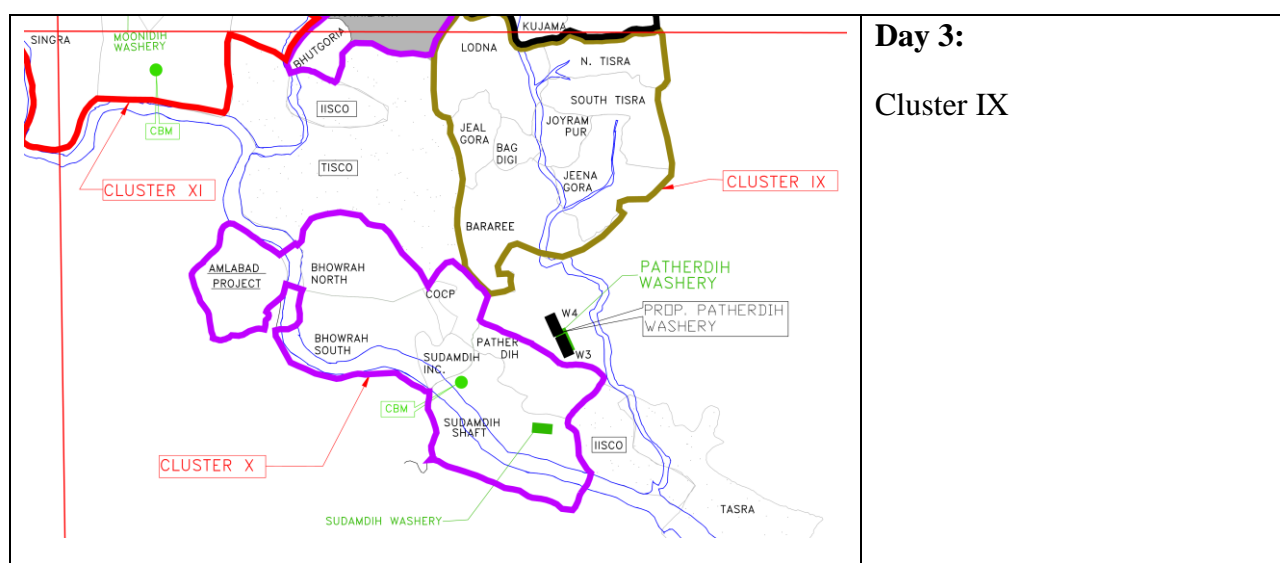 KUJAMA
SINGRA
MOONIDIH
WASHERY
BHUTGORIA
LODNA
N. TISRA
IISCO
SOUTH TISRA
CBM
JEAL
GORA
BAG
DIGI
JOYRAM
PUR
TISCO
JEENA
GORA
CLUSTER XI
CLUSTER IX
BARAREE
AMLABAD
PROJECT
BHOWRAH
NORTH
COCP
PATHERDIH
WASHERY
PROP. PATHERDIH
WASHERY
W4
W3
BHOWRAH
SOUTH
PATHER
DIH
SUDAMDIH
INC.
CBM
SUDAMDIH
SHAFT
IISCO
CLUSTER X
SUDAMDIH WASHERY
TASRA
Day 3:
Cluster IX